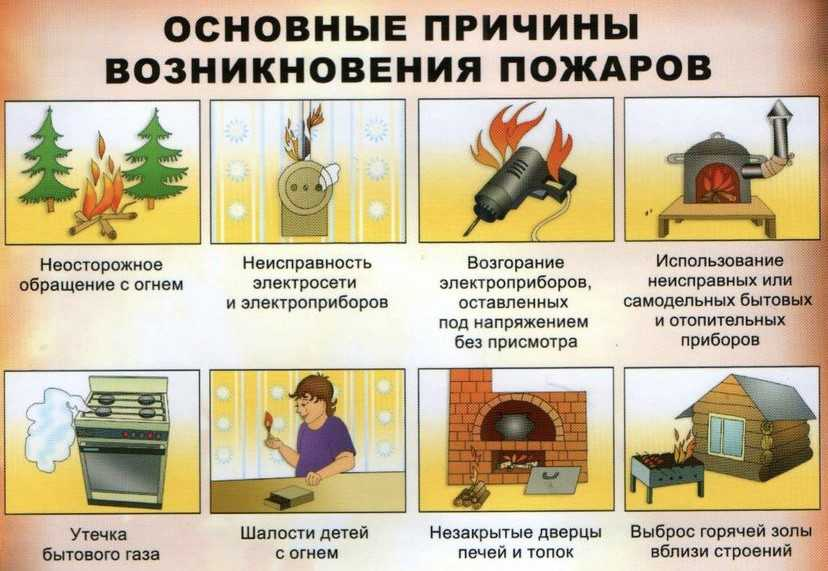 ОСНОВНЫЕ ПРИЧИНЫ
ВОЗНИКНОВЕНИЯ ПОЖАРОВ
Неосторожное
обращение с огнем
Неисправность
электросети
и электроприборов
Возгорание
электроприборов,
оставленных
под напряжением
без присмотра
Использование
неисправных или
самодельных бытовых
и отопительных
приборов
Утечка
бытового газа
Шалости детей
с огнем
Незакрытые дверцы
печей и топок
Выброс горячей золы
вблизи строений